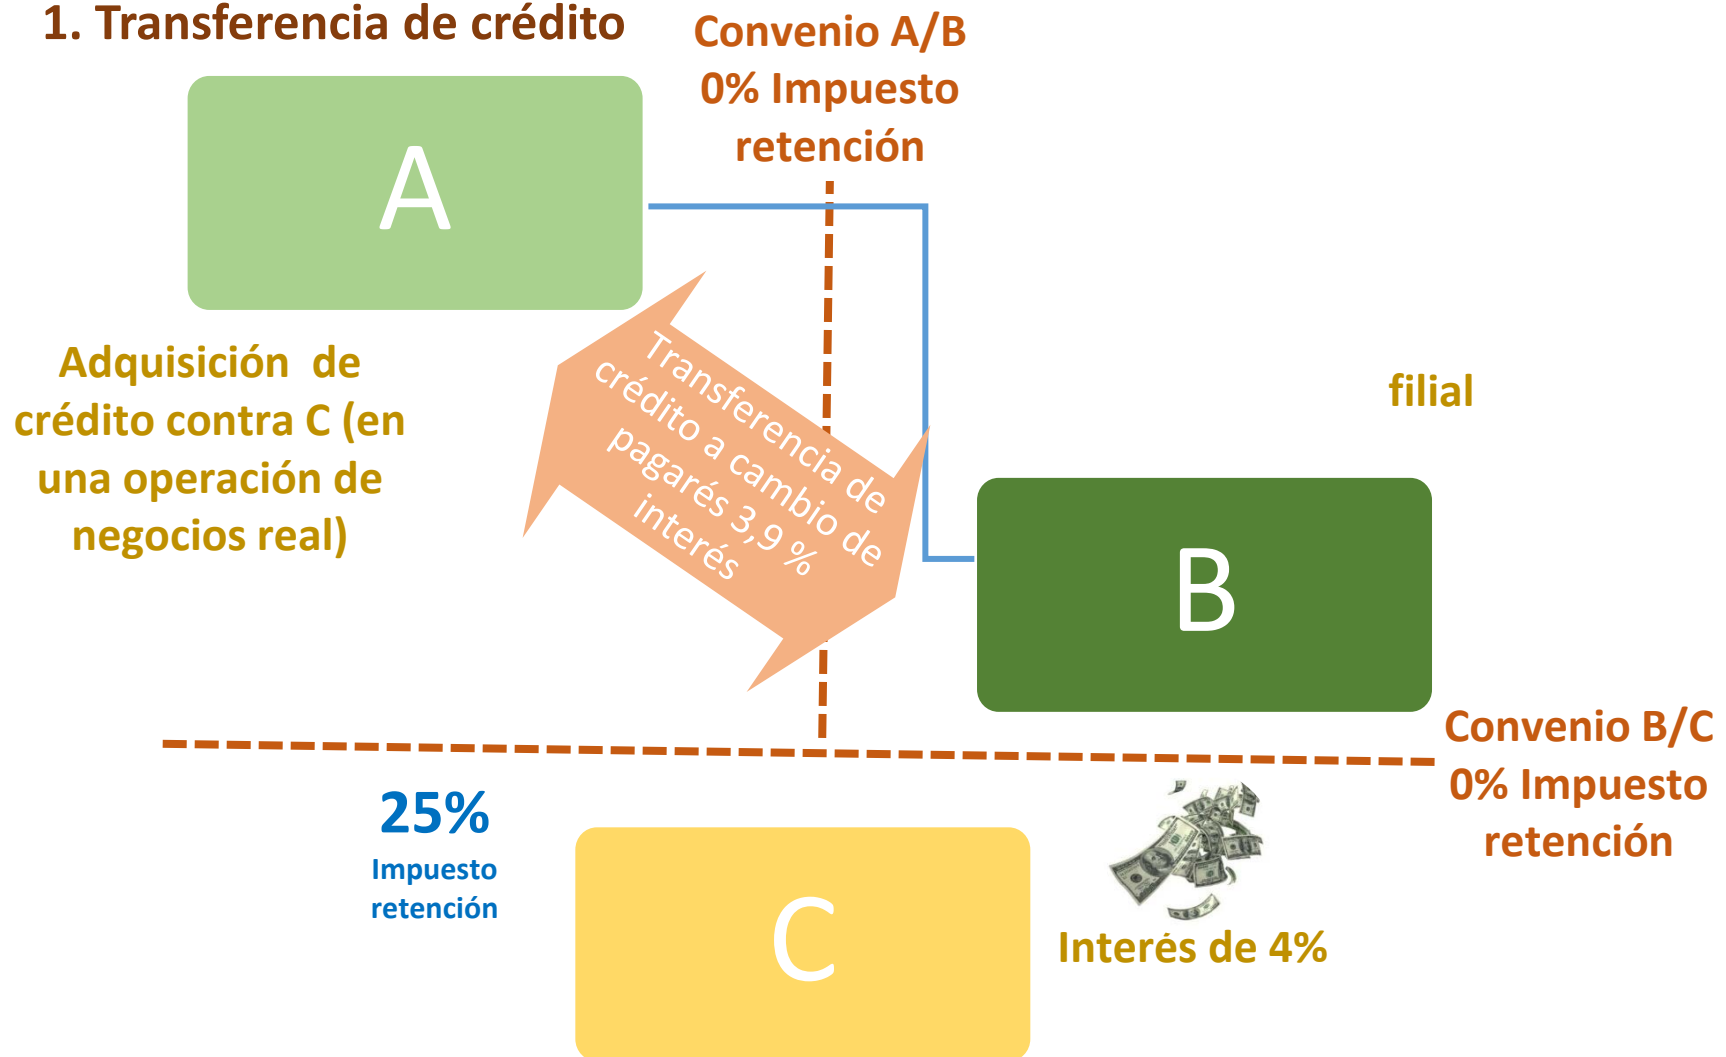 1. Transferencia de crédito
Convenio A/B
0% Impuesto
retención
A
Adquisición de
crédito contra C (en
una operación de
negocios real)
Transferencia de
crédito a cambio de
pagarés 3,9 %
interés
filial
B
Convenio B/C
0% Impuesto
retención
25%
Impuesto
retención
C
Interés de 4%